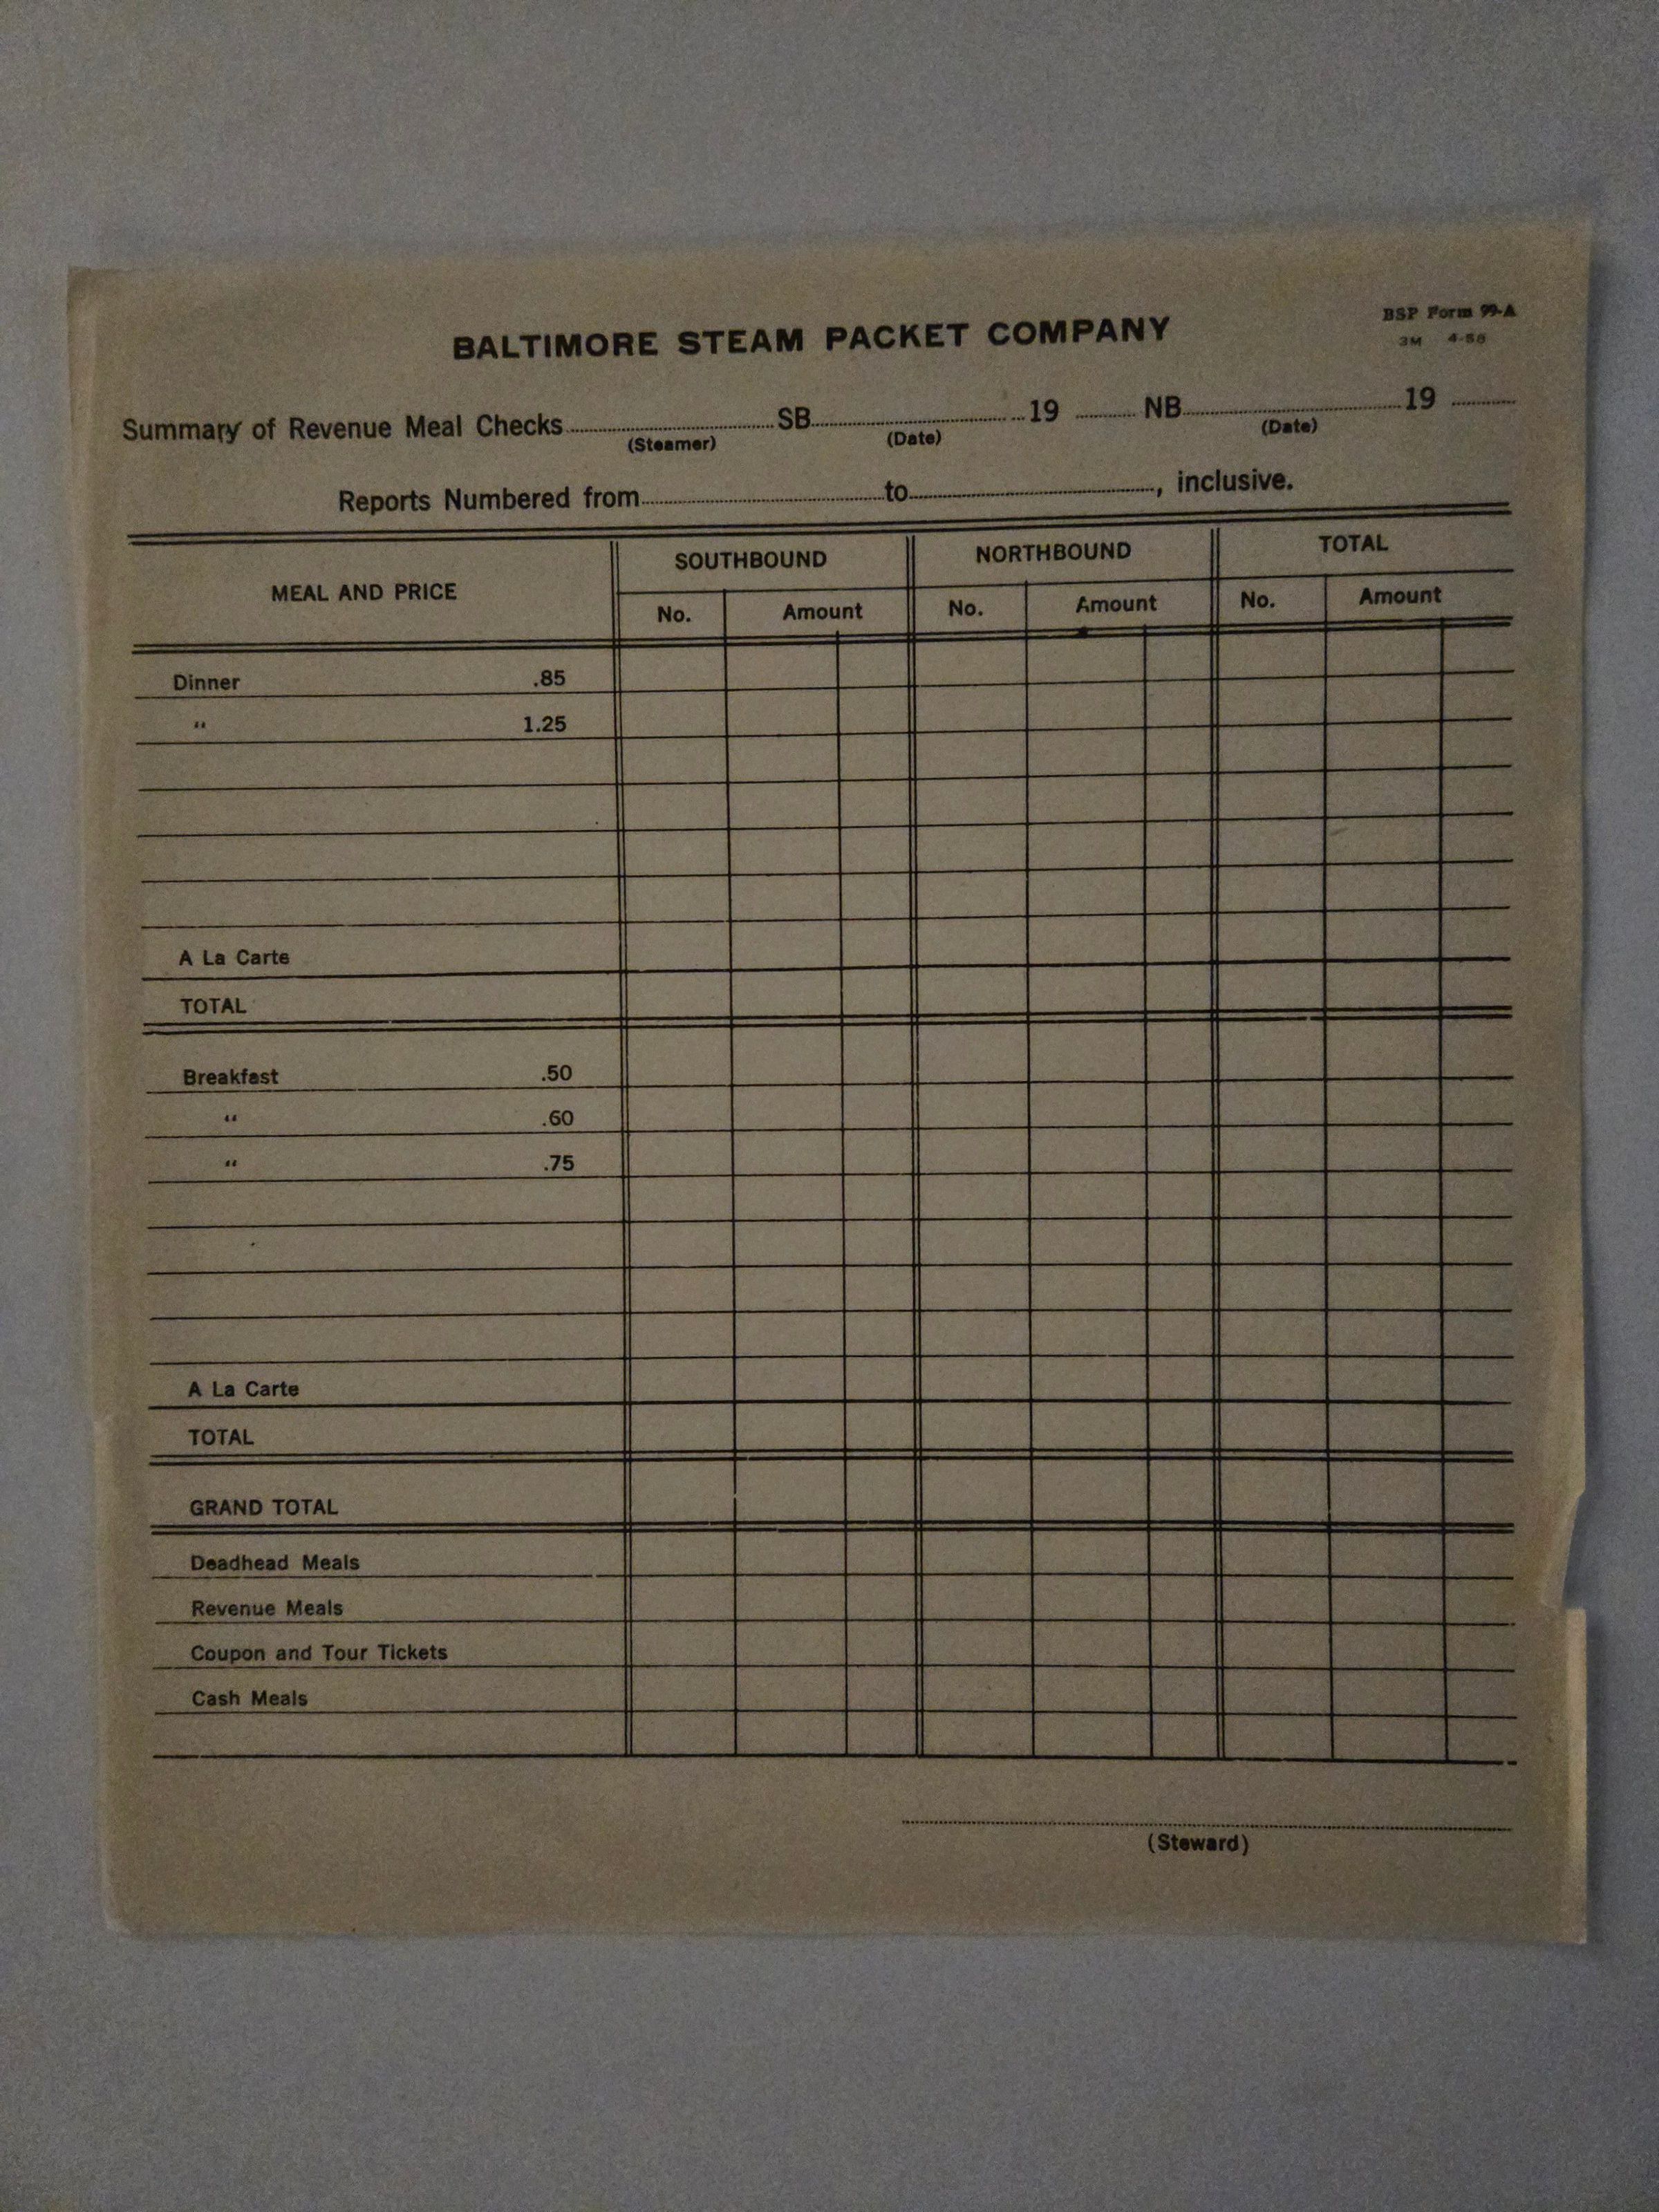 BSP Form 99-A
BALTIMORE STEAM PACKET COMPANY
3M
Summary of Revenue Meal Checks SB 19 NB 19
(Steamer) (Date) (Date)
Reports Numbered from to , inclusive.
MEAL AND PRICE SOUTHBOUND NORTHBOUND TOTAL
No. Amount No. Amount No. Amount
Dinner .85
" 1.25
A La Carte
TOTAL
Breakfast .50
" .60
" .75
A La Carte
TOTAL
GRAND TOTAL
Deadhead Meals
Revenue Meals
Coupon and Tour Tickets
Cash Meals
(Steward)